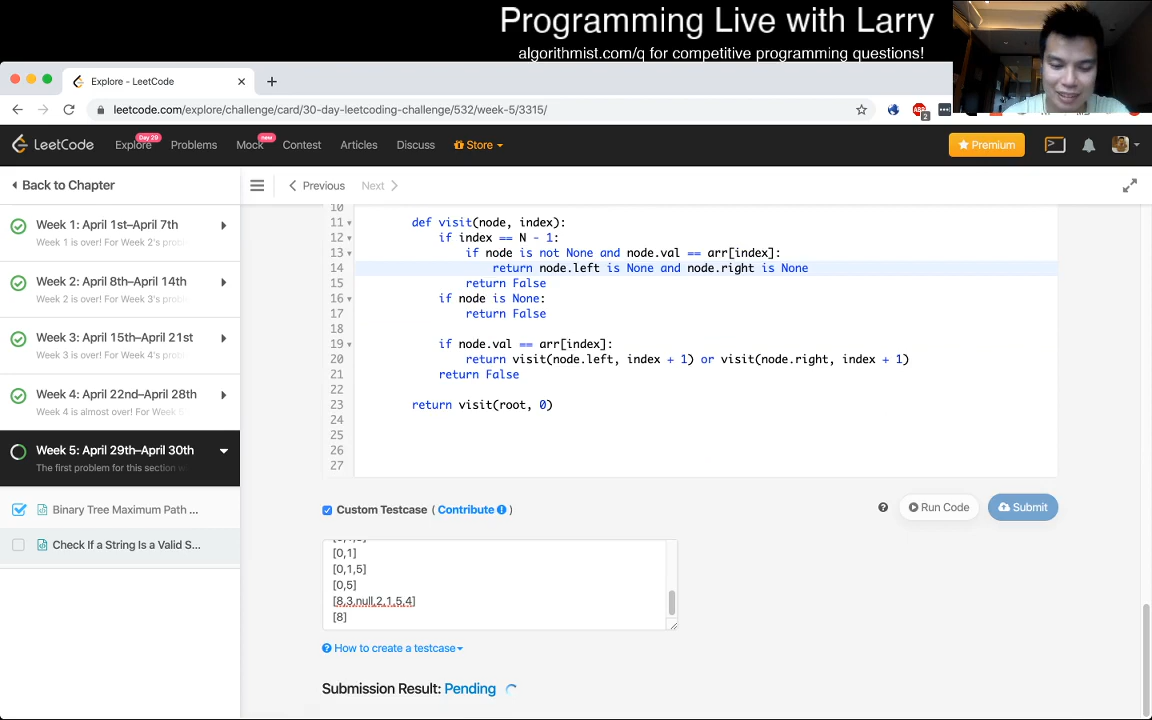 Programming Live with Larry
algorithmist.com/q for competitive programming questions!
Explore - LeetCode
leetcode.com/explore/challenge/card/30-day-leetcoding-challenge/532/week-5/3315/
ABP
2
LeetCode
Explore
Day 29
Problems
Mock
new
Contest
Articles
Discuss
Store
Premium
Back to Chapter
Previous
Next
Week 1: April 1st–April 7th
Week 1 is over! For Week 2's
Week 2: April 8th–April 14th
Week 2 is over! For Week 3's
Week 3: April 15th–April 21st
Week 3 is over! For Week 4's
Week 4: April 22nd–April 28th
Week 4 is almost over! For Week
Week 5: April 29th–April 30th
The first problem for this section
Binary Tree Maximum Path ...
Check If a String Is a Valid S...
10
11 def visit(node, index):
12 if index == N - 1:
13 if node is not None and node.val == arr[index]:
14 return node.left is None and node.right is None
15 return False
16 if node is None:
17 return False
18
19 if node.val == arr[index]:
20 return visit(node.left, index + 1) or visit(node.right, index + 1)
21 return False
22
23 return visit(root, 0)
24
25
26
27
Custom Testcase ( Contribute )
Run Code
Submit
[0,1]
[0,1,5]
[0,5]
[8,3,null,2,1,5,4]
[8]
How to create a testcase
Submission Result: Pending